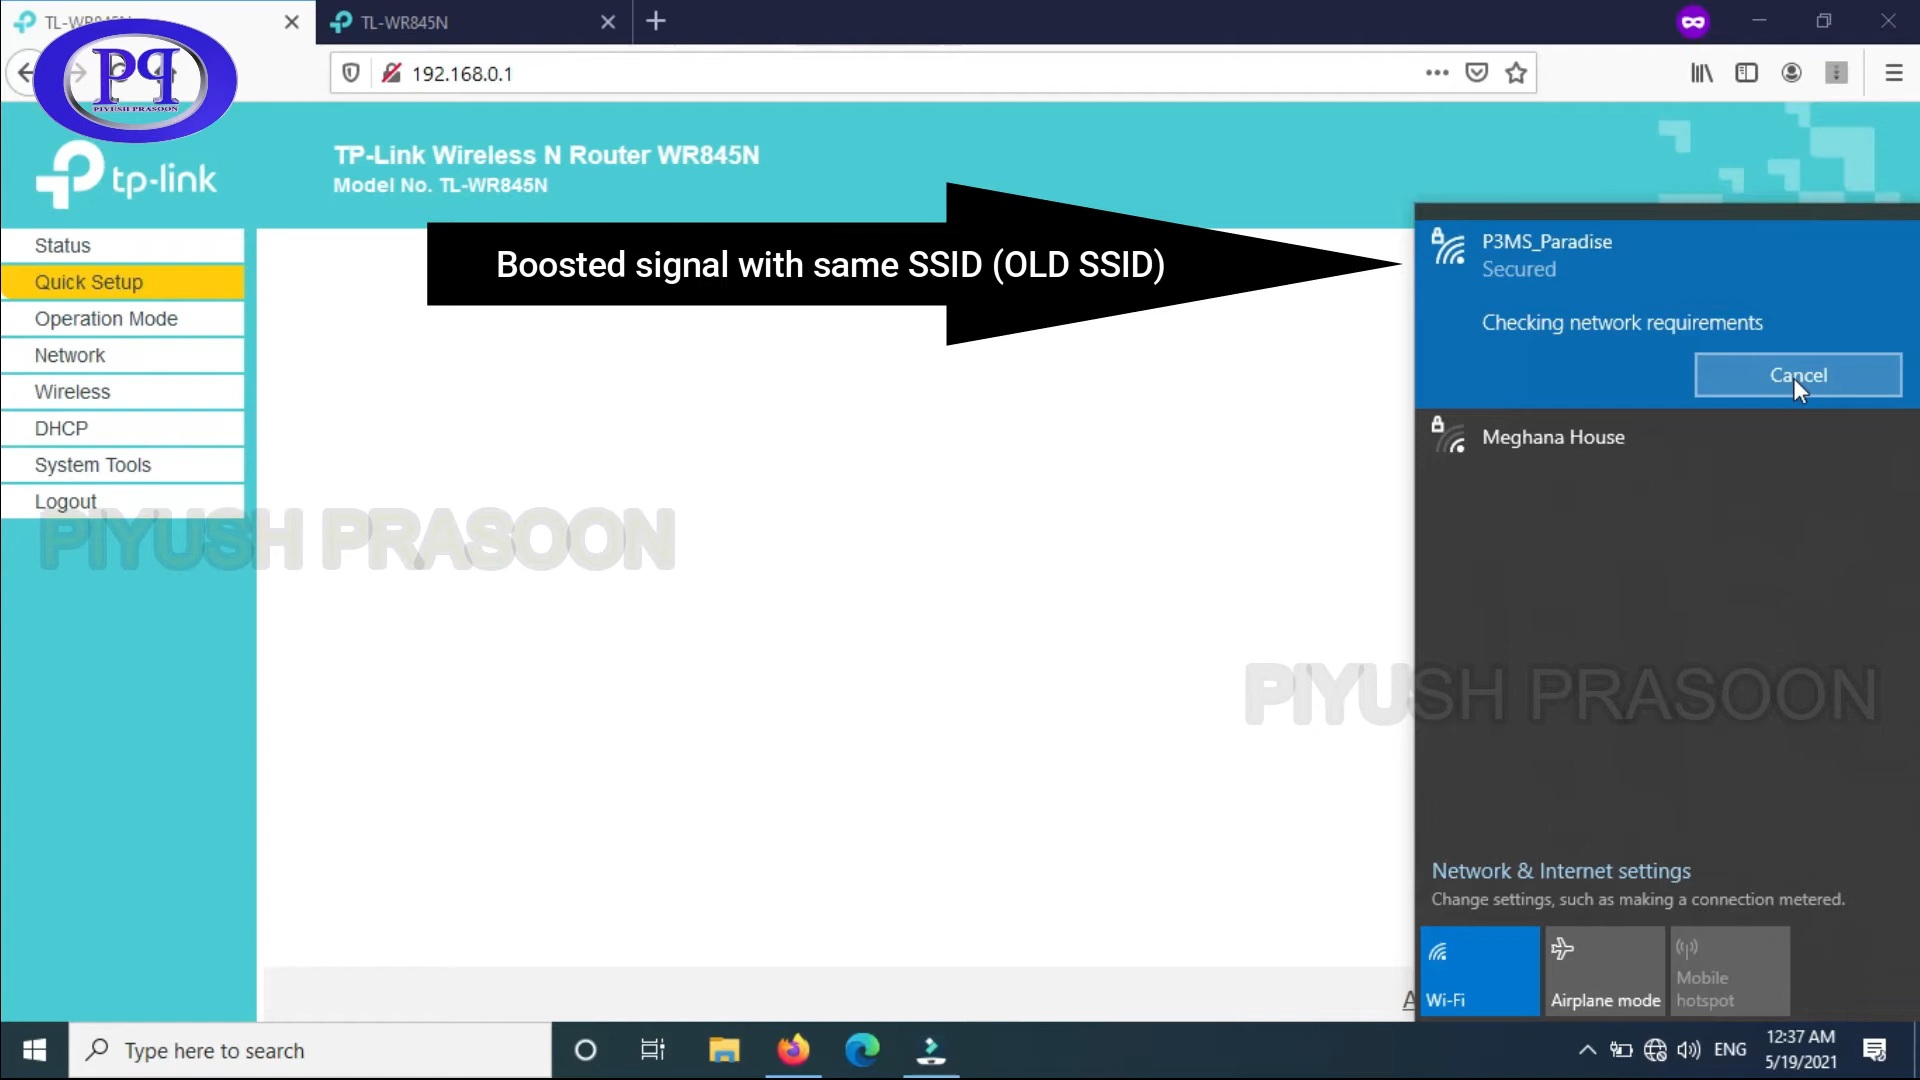 TL-WR845N
192.168.0.1
PP
PIYUSH PRASOON
tp-link
TP-Link Wireless N Router WR845N
Model No. TL-WR845N
Status
Quick Setup
Operation Mode
Network
Wireless
DHCP
System Tools
Logout
Boosted signal with same SSID (OLD SSID)
P3MS_Paradise
Secured
Checking network requirements
Cancel
Meghana House
PIYUSH PRASOON
PIYUSH PRASOON
Network & Internet settings
Change settings, such as making a connection metered.
Wi-Fi
Airplane mode
Mobile
hotspot
Type here to search
ENG
12:37 AM
5/19/2021